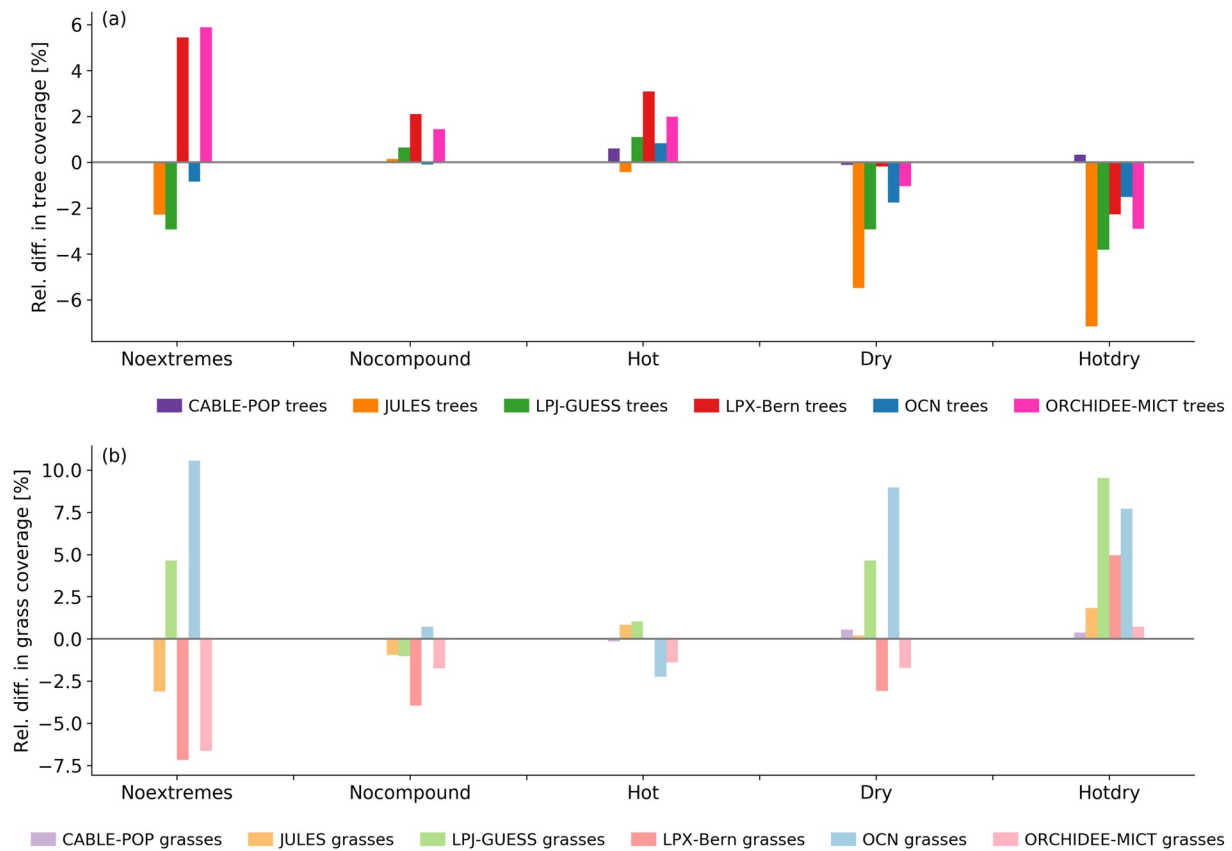 (a)
Rel. diff. in tree coverage [%]
6
4
2
0
−2
−4
−6
Noextremes Nocompound Hot Dry Hotdry
CABLE-POP trees JULES trees LPJ-GUESS trees LPX-Bern trees OCN trees ORCHIDEE-MICT trees
(b)
Rel. diff. in grass coverage [%]
10.0
7.5
5.0
2.5
0.0
−2.5
−5.0
−7.5
Noextremes Nocompound Hot Dry Hotdry
CABLE-POP grasses JULES grasses LPJ-GUESS grasses LPX-Bern grasses OCN grasses ORCHIDEE-MICT grasses